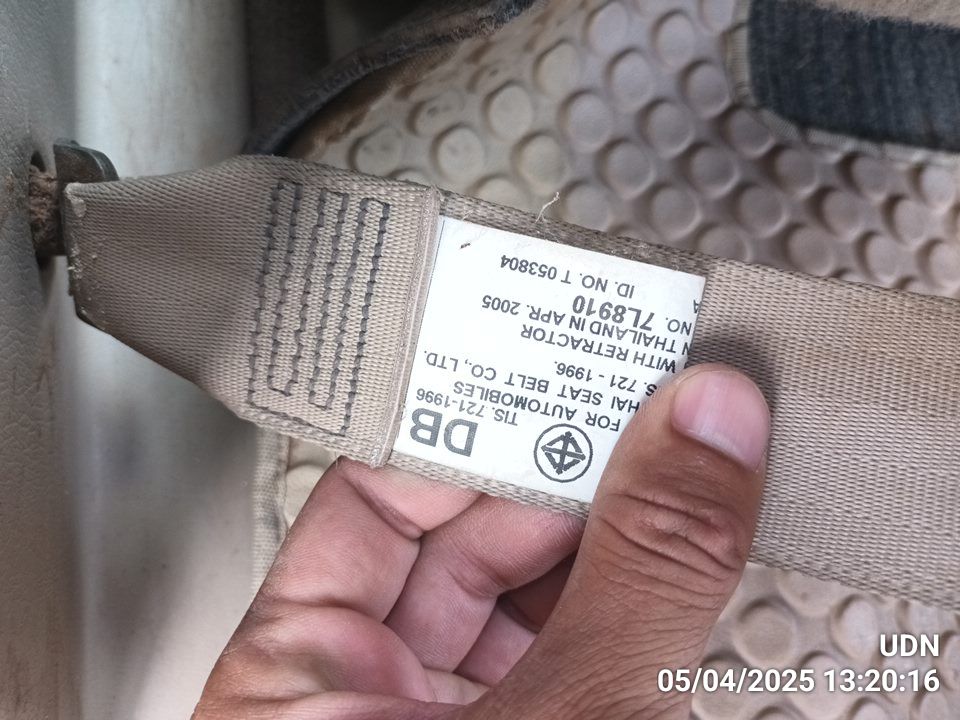 DB
TIS. 721-1996
FOR AUTOMOBILES
HAI SEAT BELT CO., LTD.
S. 721 - 1996.
WITH RETRACTOR
N THAILAND IN APR. 2005
NO. 7L8910
A
ID. NO. T 053804
UDN
05/04/2025 13:20:16